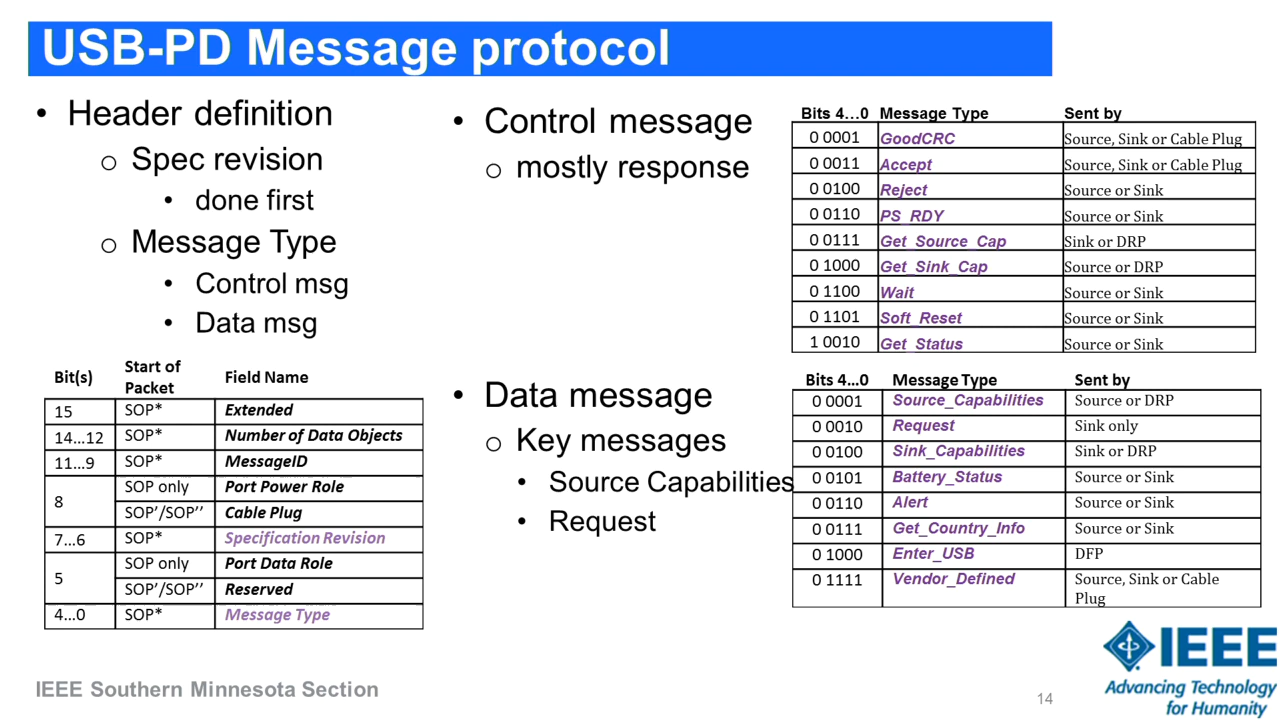 USB-PD Message protocol
• Header definition
o Spec revision
• done first
o Message Type
• Control msg
• Data msg
Bit(s) Start of Packet Field Name
15 SOP* Extended
14...12 SOP* Number of Data Objects
11...9 SOP* MessageID
8 SOP only Port Power Role
SOP'/SOP'' Cable Plug
7...6 SOP* Specification Revision
5 SOP only Port Data Role
SOP'/SOP'' Reserved
4...0 SOP* Message Type
• Control message
o mostly response
• Data message
o Key messages
• Source Capabilities
• Request
Bits 4...0 Message Type Sent by
0 0001 GoodCRC Source, Sink or Cable Plug
0 0011 Accept Source, Sink or Cable Plug
0 0100 Reject Source or Sink
0 0110 PS_RDY Source or Sink
0 0111 Get_Source_Cap Sink or DRP
0 1000 Get_Sink_Cap Source or DRP
0 1100 Wait Source or Sink
0 1101 Soft_Reset Source or Sink
1 0010 Get_Status Source or Sink
Bits 4...0 Message Type Sent by
0 0001 Source_Capabilities Source or DRP
0 0010 Request Sink only
0 0100 Sink_Capabilities Sink or DRP
0 0101 Battery_Status Source or Sink
0 0110 Alert Source or Sink
0 0111 Get_Country_Info Source or Sink
0 1000 Enter_USB DFP
0 1111 Vendor_Defined Source, Sink or Cable
Plug
IEEE
Advancing Technology
for Humanity
IEEE Southern Minnesota Section
14